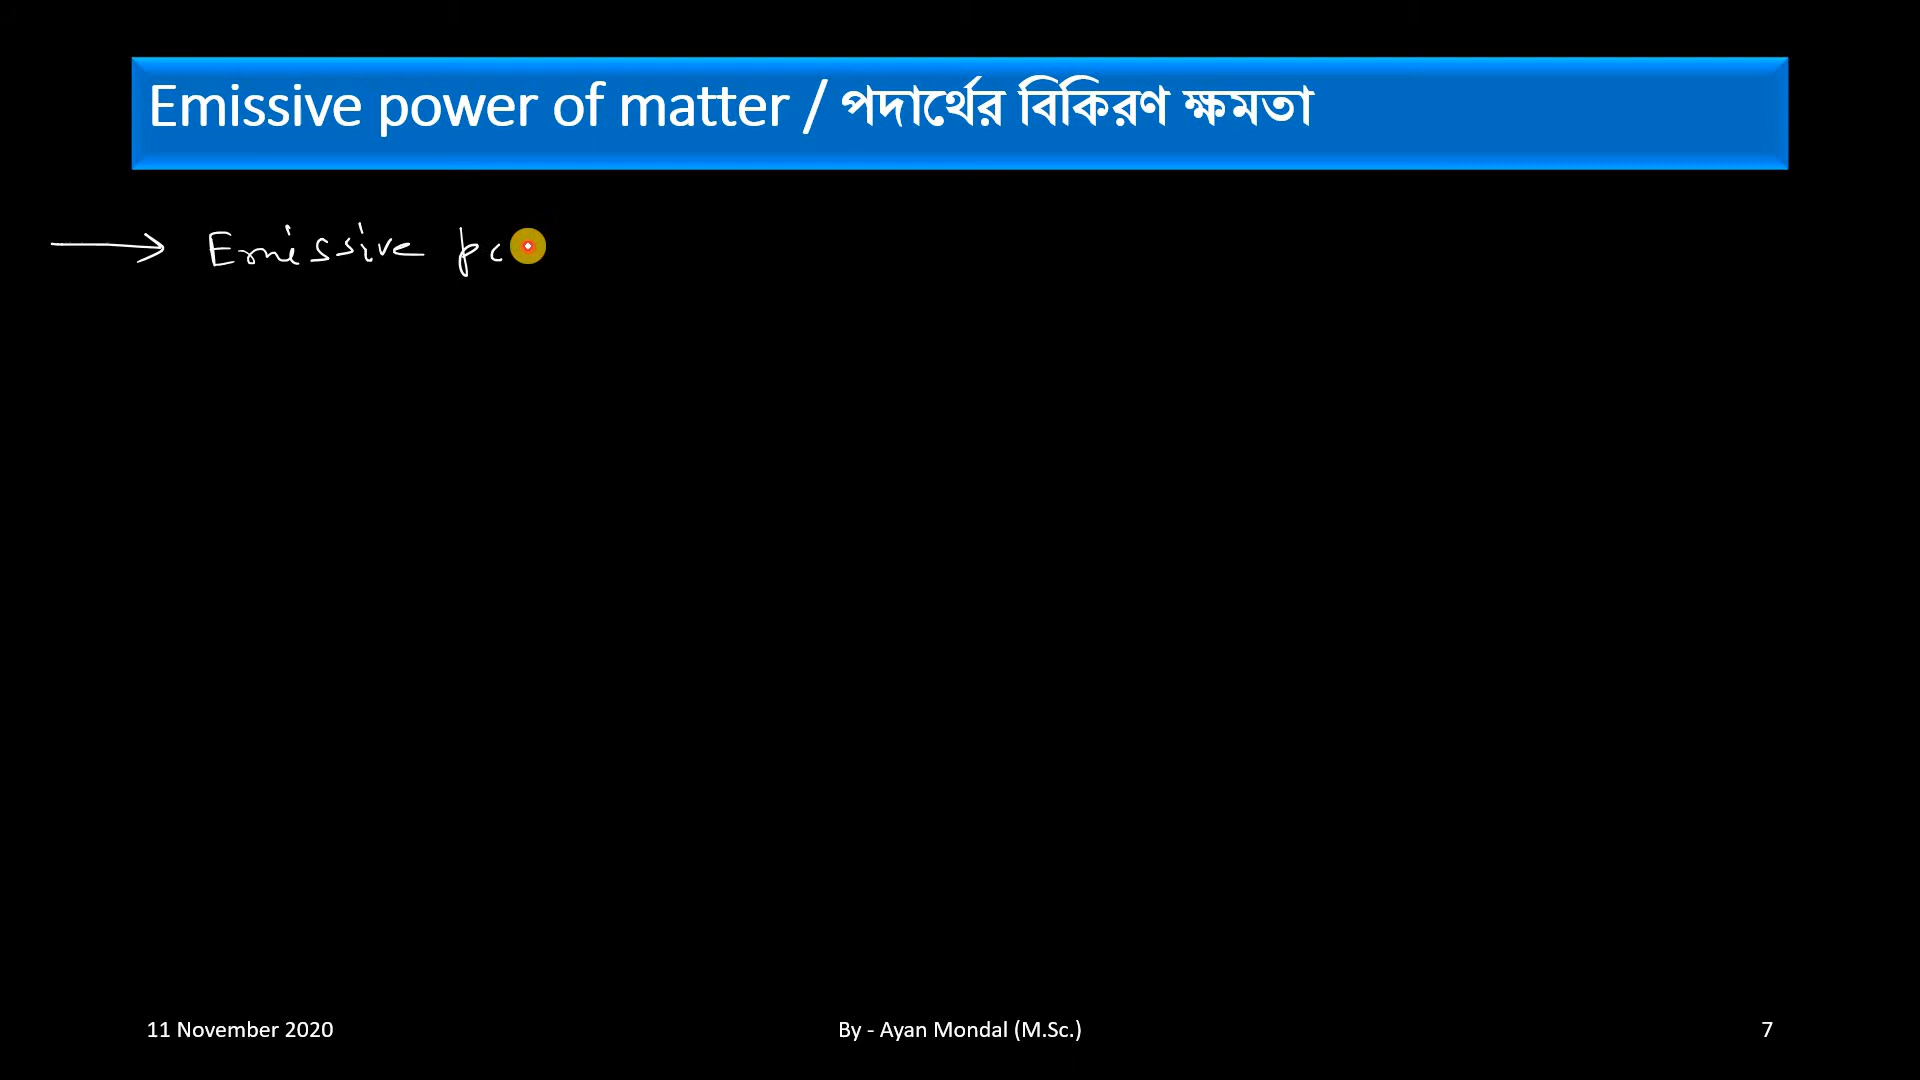 Emissive power of matter / পদার্থের বিকিরণ ক্ষমতা
→ Emissive
11 November 2020
By - Ayan Mondal (M.Sc.)
7